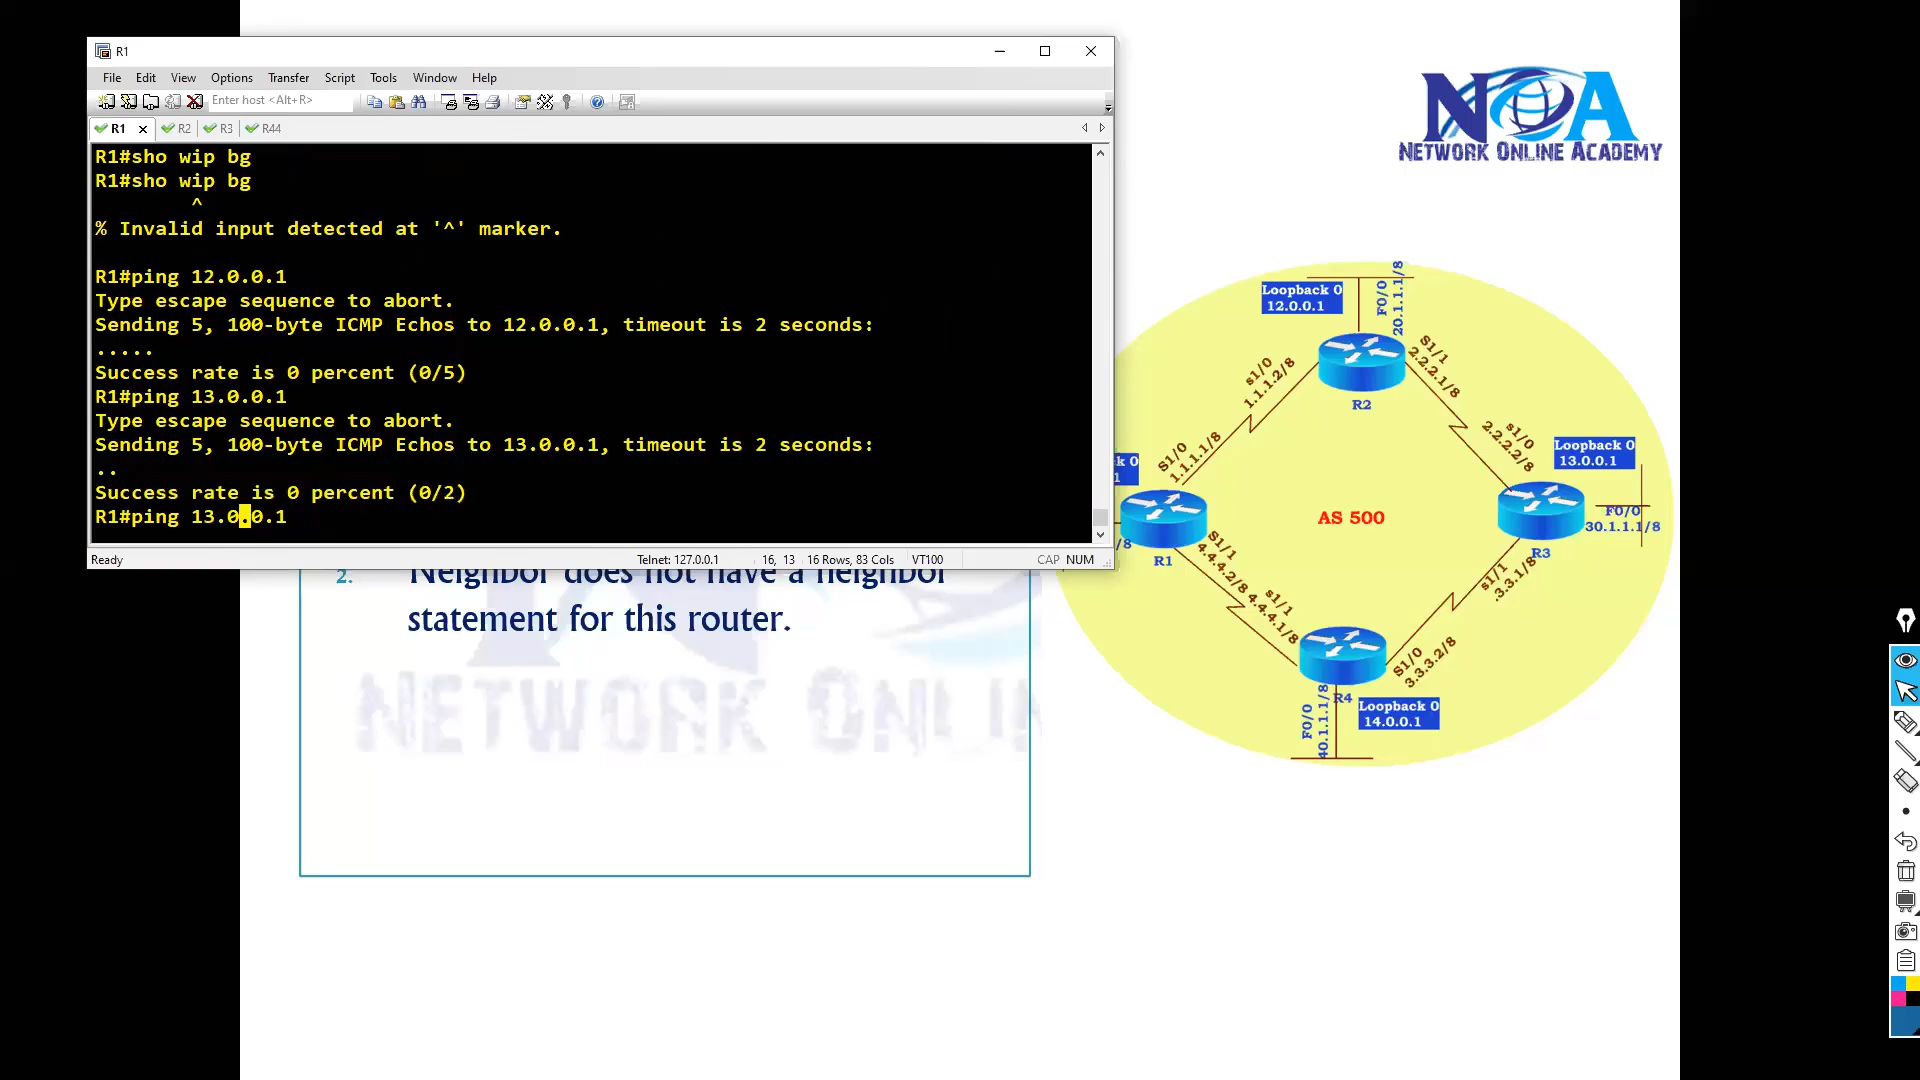 R1
File Edit View Options Transfer Script Tools Window Help
Enter host <Alt+R>
R1 R2 R3 R44
R1#sho wip bg
R1#sho wip bg
^
% Invalid input detected at '^' marker.
R1#ping 12.0.0.1
Type escape sequence to abort.
Sending 5, 100-byte ICMP Echos to 12.0.0.1, timeout is 2 seconds:
.....
Success rate is 0 percent (0/5)
R1#ping 13.0.0.1
Type escape sequence to abort.
Sending 5, 100-byte ICMP Echos to 13.0.0.1, timeout is 2 seconds:
..
Success rate is 0 percent (0/2)
R1#ping 13.0.0.1
Ready Telnet: 127.0.0.1 16, 13 16 Rows, 83 Cols VT100 CAP NUM
2. Neighbor does not have a neighbor
statement for this router.
NETWORK ONLIN
NOA
NETWORK ONLINE ACADEMY
Loopback 0
12.0.0.1
F0/0
20.1.1.1/8
R2
s1/0
1.1.1.2/8
S1/1
2.2.2.1/8
S1/0
1.1.1.1/8
s1/0
2.2.2.2/8
Loopback 0
13.0.0.1
k 0
1
/8
R1
AS 500
F0/0
30.1.1.1/8
R3
S1/1
4.4.4.2/8
s1/1
4.4.4.1/8
s1/1
.3.3.1/8
S1/0
3.3.3.2/8
R4
F0/0
40.1.1.1/8
Loopback 0
14.0.0.1